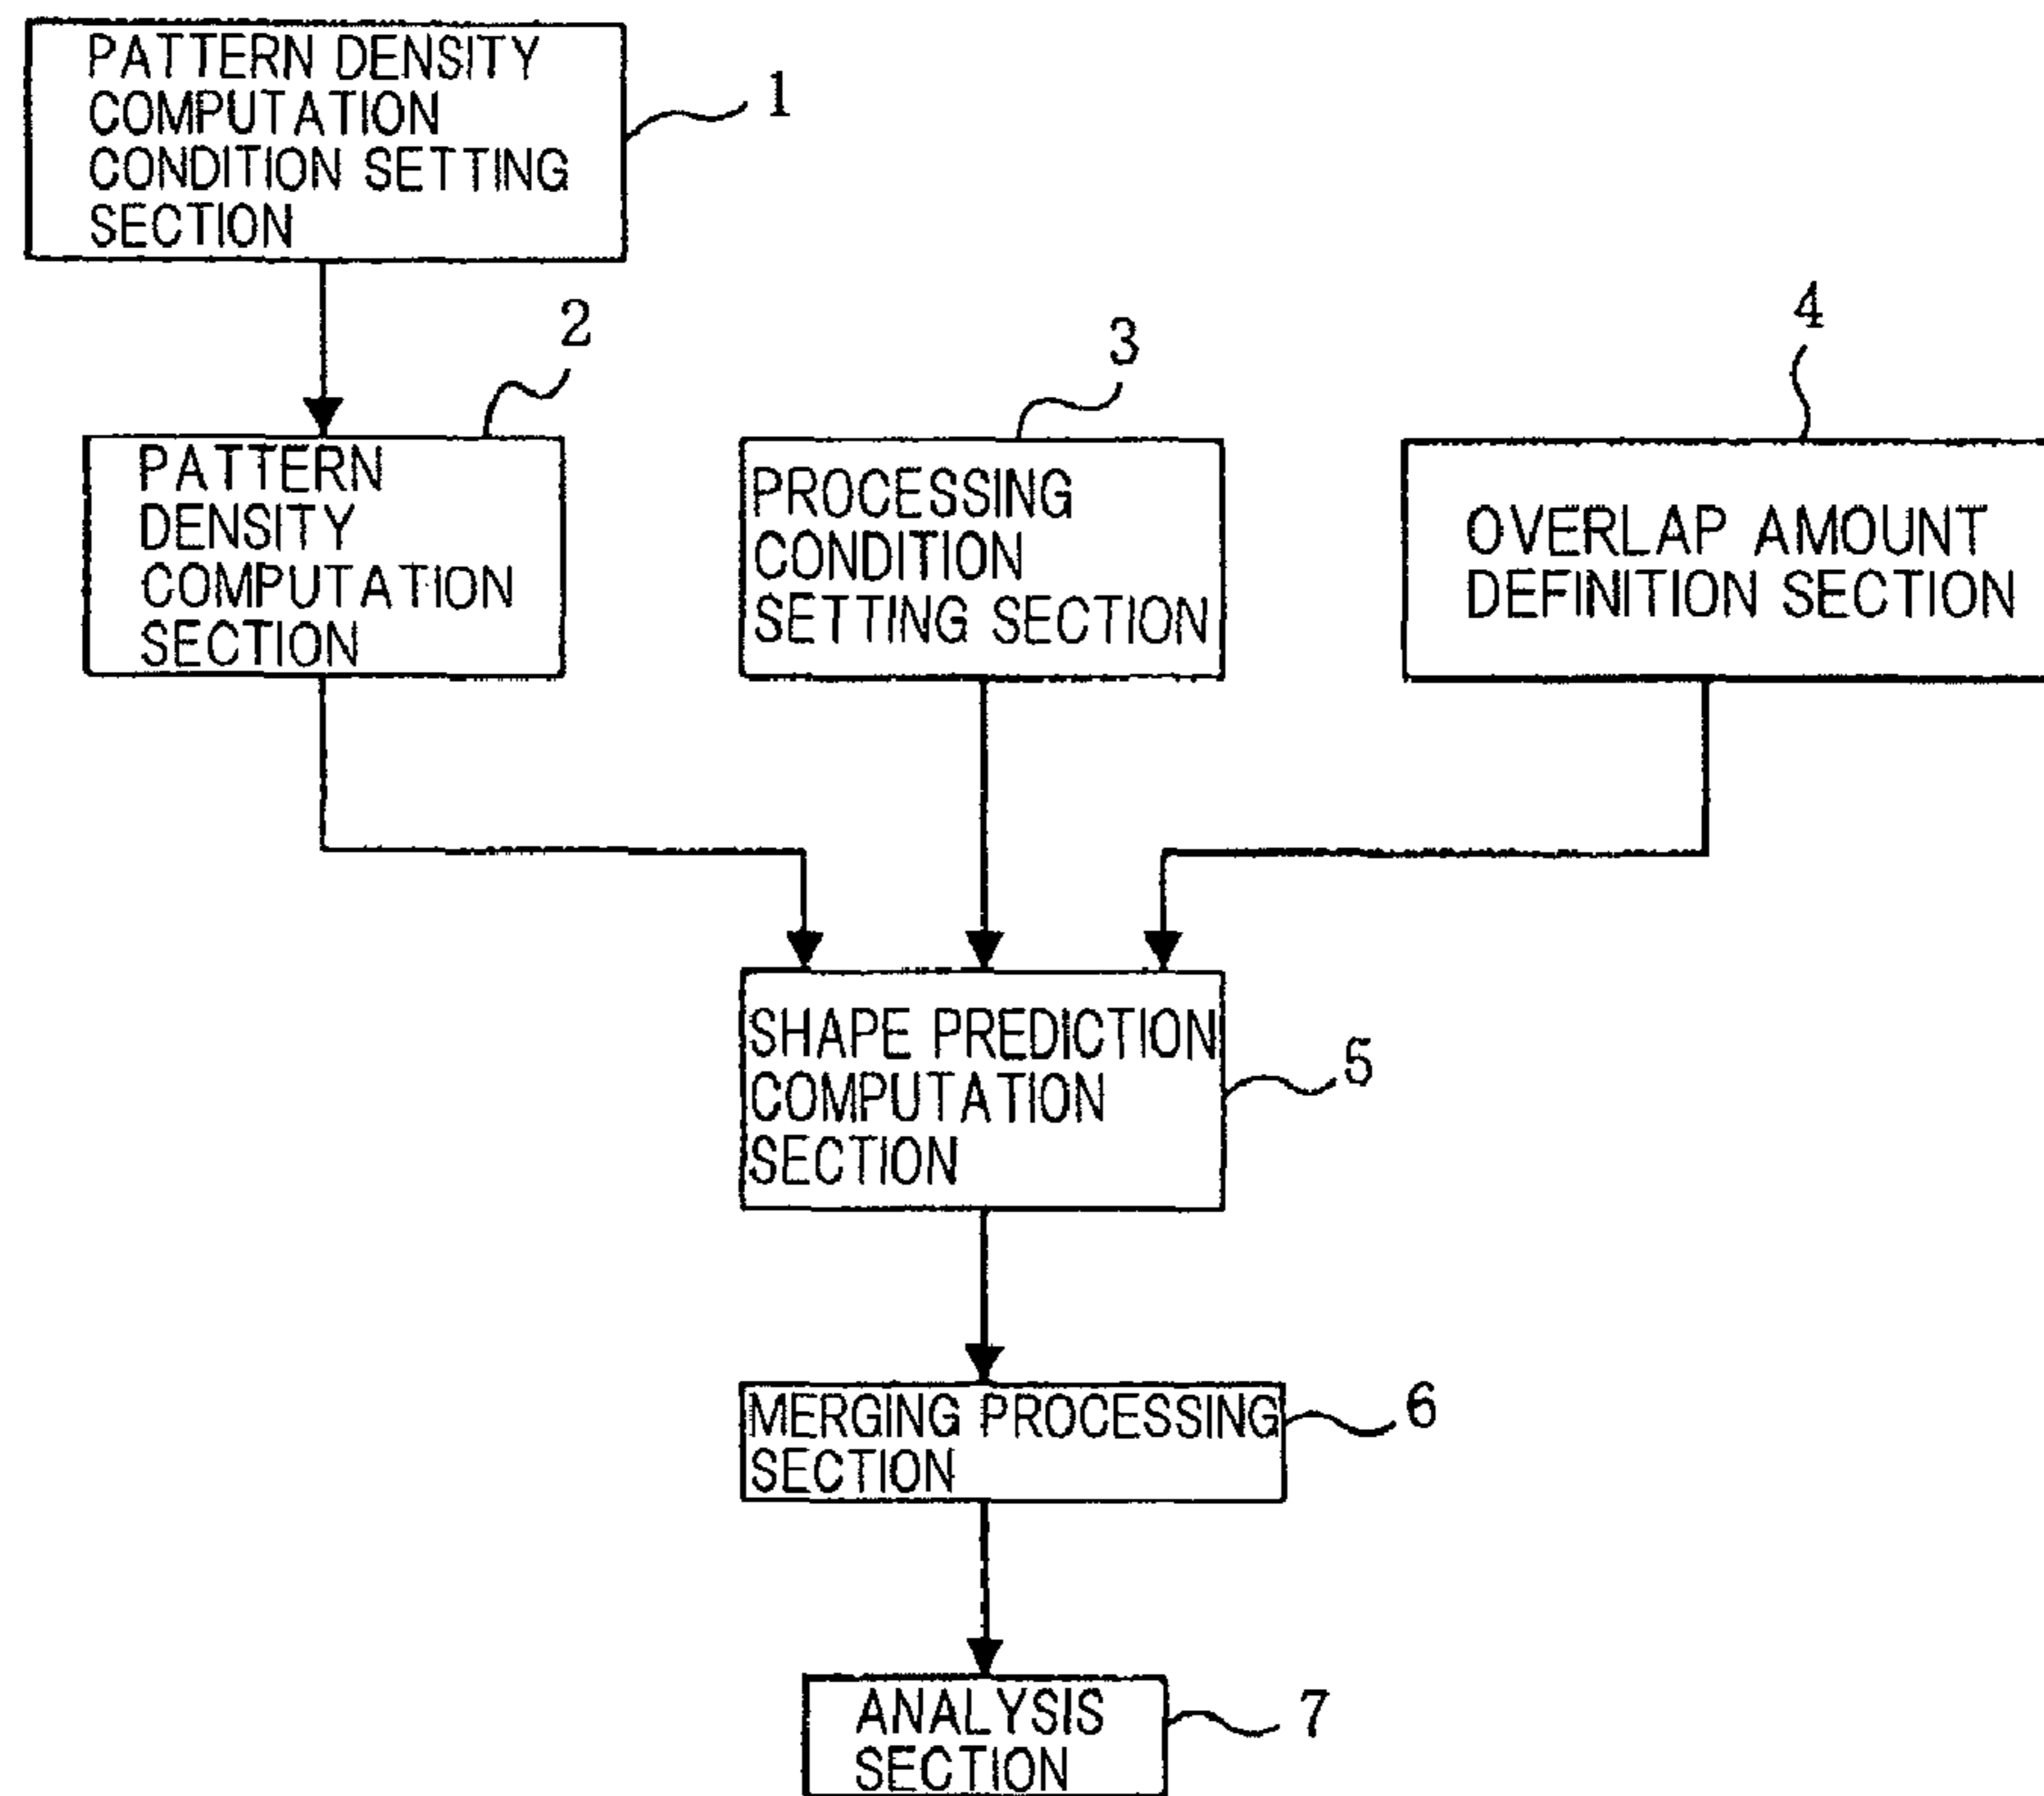 PATTERN DENSITY
COMPUTATION
CONDITION SETTING
SECTION
1
2
3
4
PATTERN
DENSITY
COMPUTATION
SECTION
PROCESSING
CONDITION
SETTING SECTION
OVERLAP AMOUNT
DEFINITION SECTION
SHAPE PREDICTION
COMPUTATION
SECTION
5
MERGING PROCESSING
SECTION
6
ANALYSIS
SECTION
7